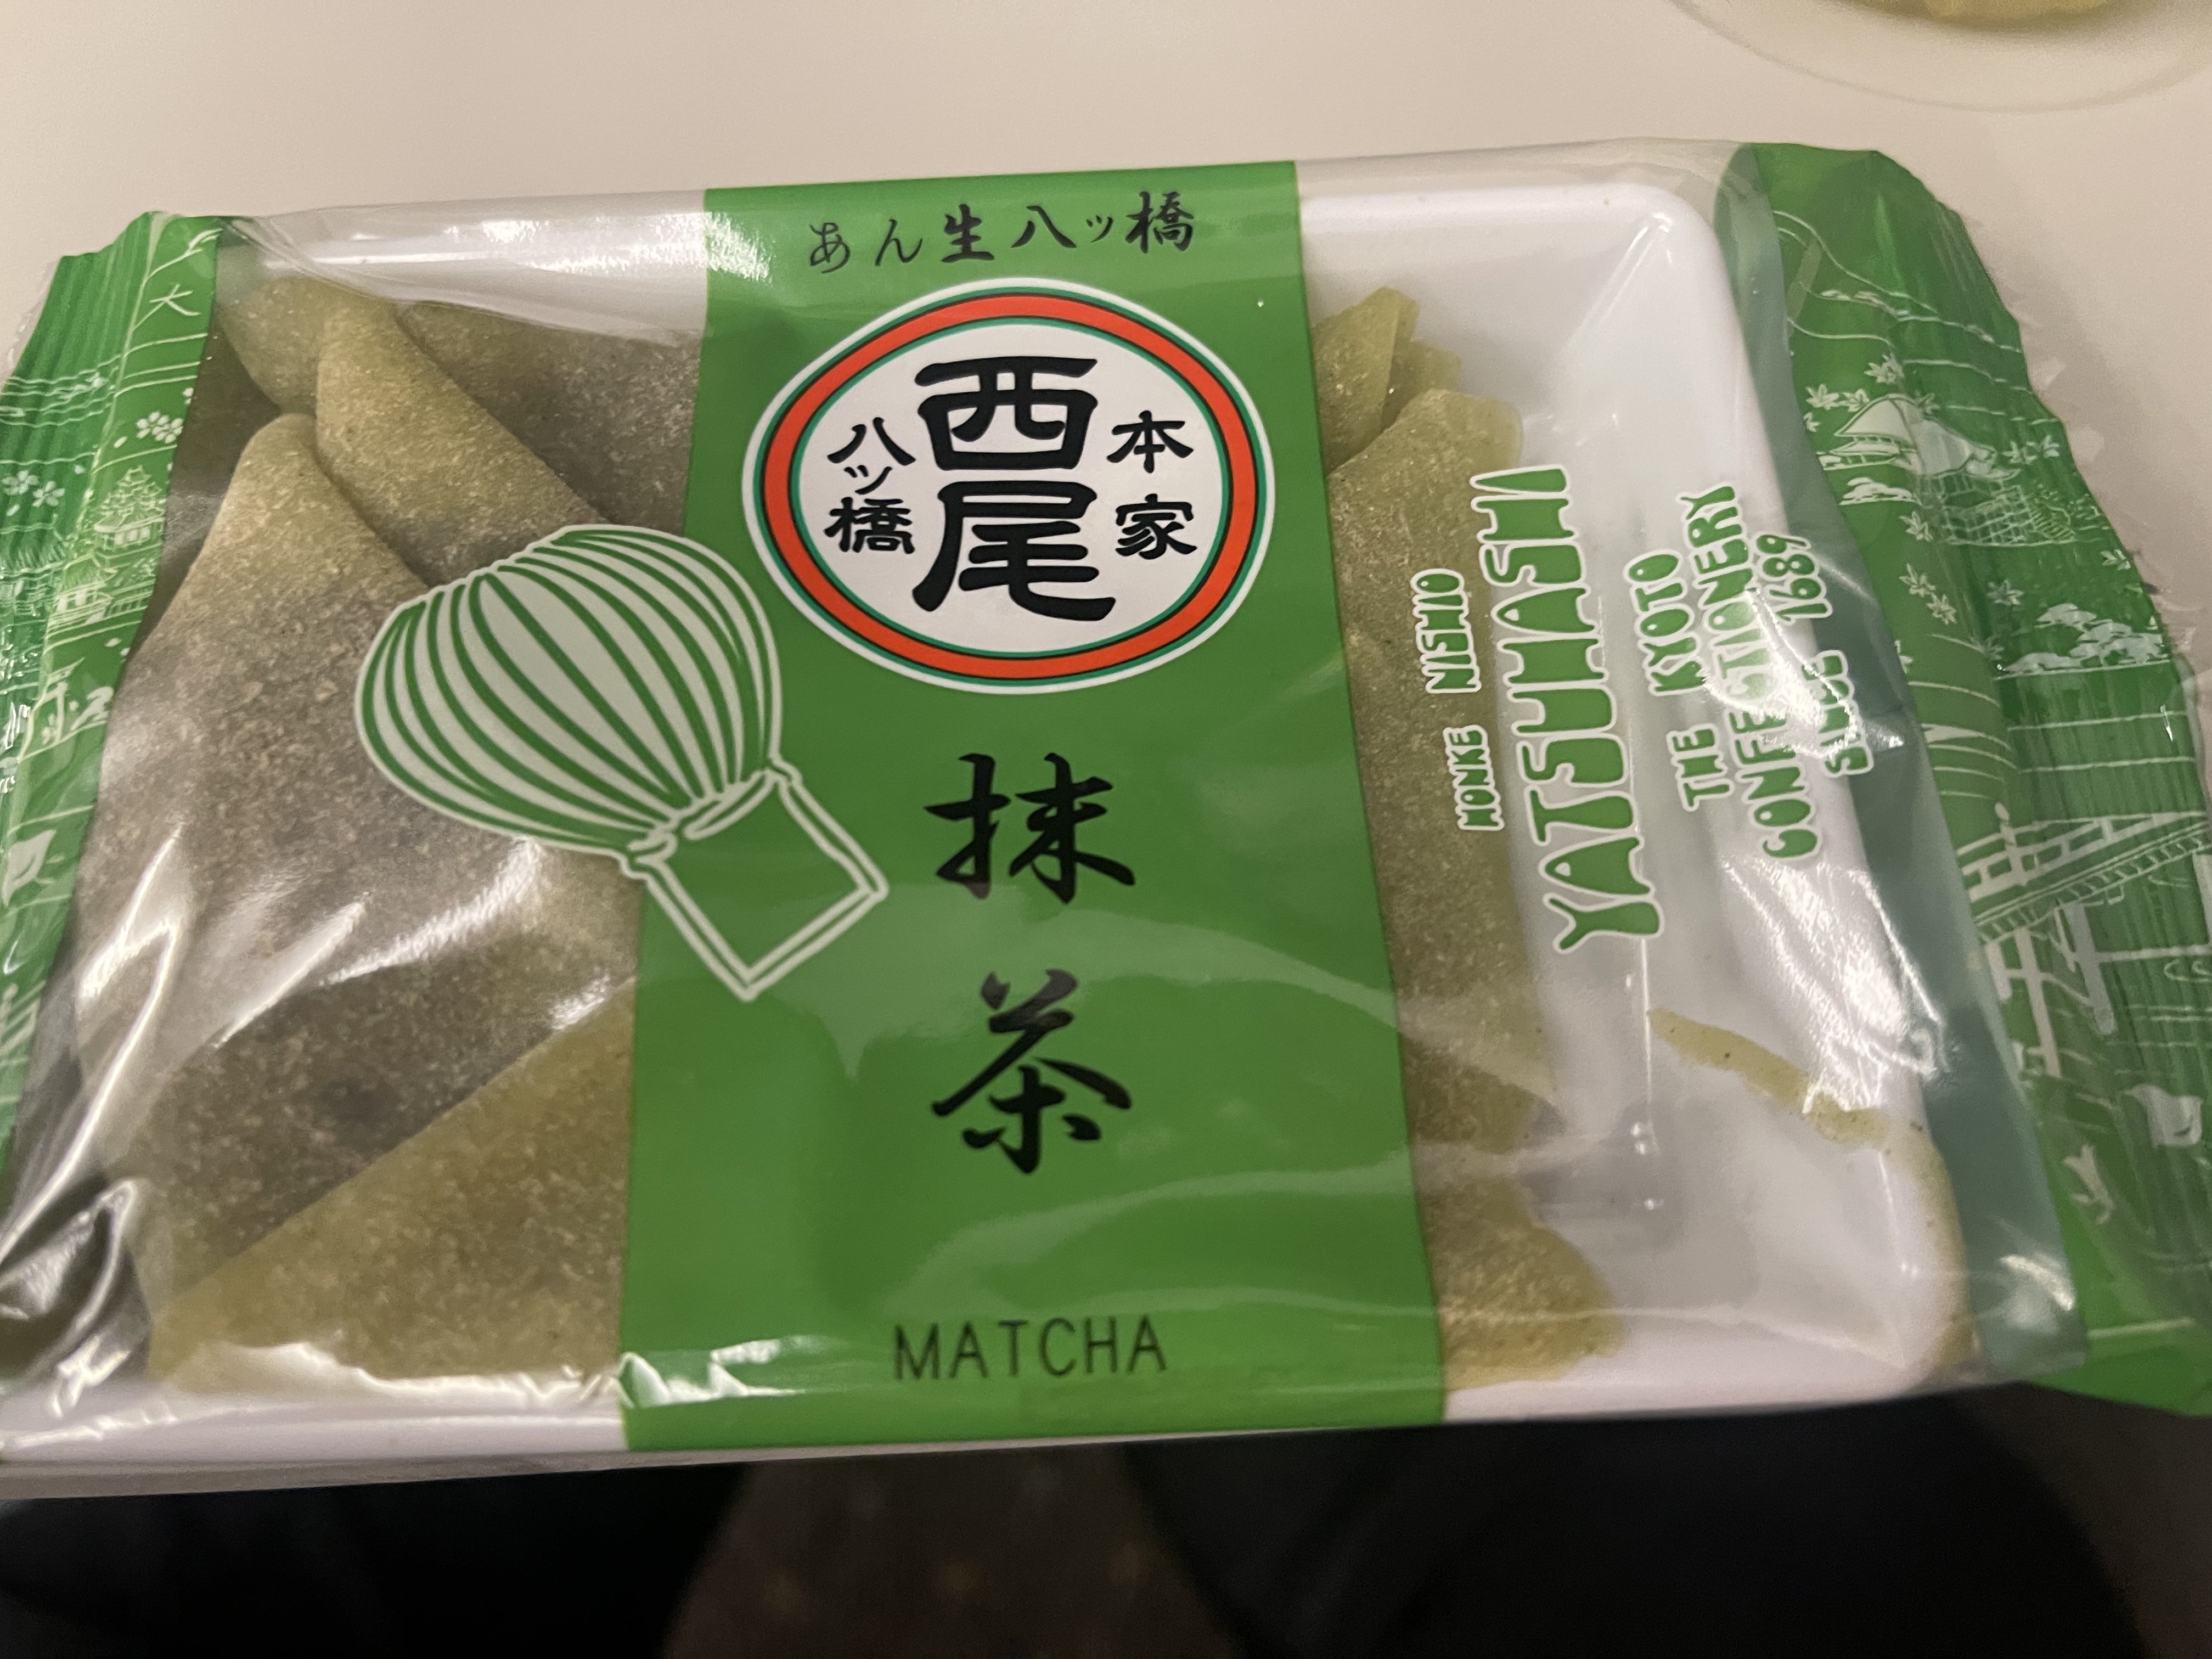 あん生八ッ橋
本家
西尾
八ッ橋
抹茶
MATCHA
HONKE NISHIO
YATSUHASHI
THE KYOTO
CONFECTIONERY
SINCE 1689
大